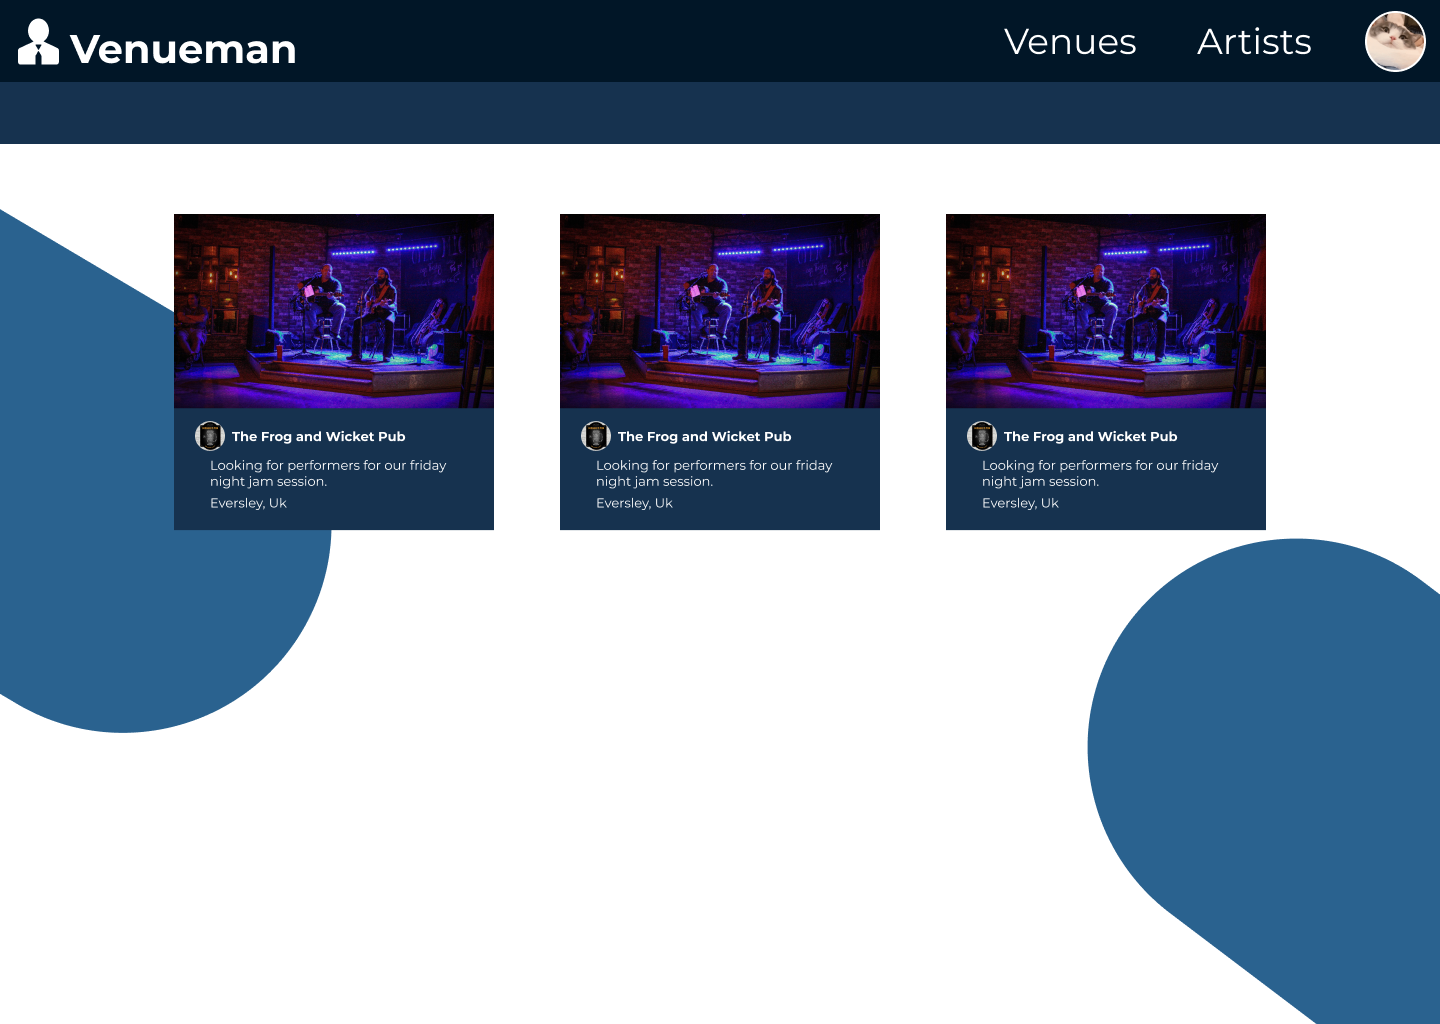 Venueman
Venues
Artists
The Frog and Wicket Pub
Looking for performers for our friday
night jam session.
Eversley, Uk
The Frog and Wicket Pub
Looking for performers for our friday
night jam session.
Eversley, Uk
The Frog and Wicket Pub
Looking for performers for our friday
night jam session.
Eversley, Uk